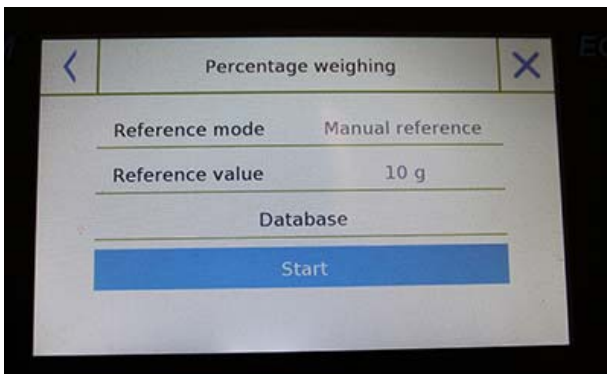 Percentage weighing
Reference mode Manual reference
Reference value 10 g
Database
Start